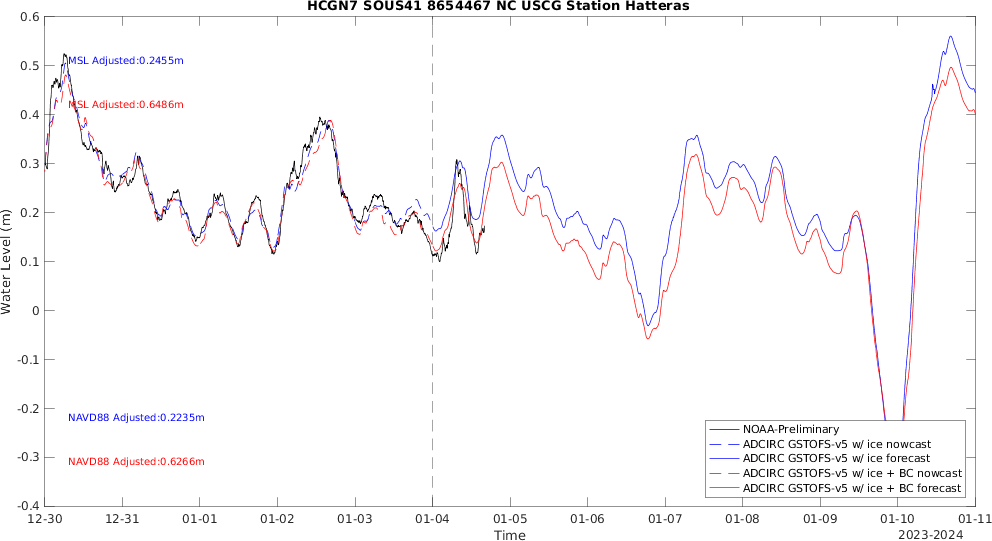 HCGN7 SOUS41 8654467 NC USCG Station Hatteras
0.6
0.5
0.4
0.3
0.2
0.1
0
-0.1
-0.2
-0.3
-0.4
Water Level (m)
MSL Adjusted:0.2455m
MSL Adjusted:0.6486m
NAVD88 Adjusted:0.2235m
NAVD88 Adjusted:0.6266m
NOAA-Preliminary
ADCIRC GSTOFS-v5 w/ ice nowcast
ADCIRC GSTOFS-v5 w/ ice forecast
ADCIRC GSTOFS-v5 w/ ice + BC nowcast
ADCIRC GSTOFS-v5 w/ ice + BC forecast
12-30 12-31 01-01 01-02 01-03 01-04 01-05 01-06 01-07 01-08 01-09 01-10 01-11
Time
2023-2024